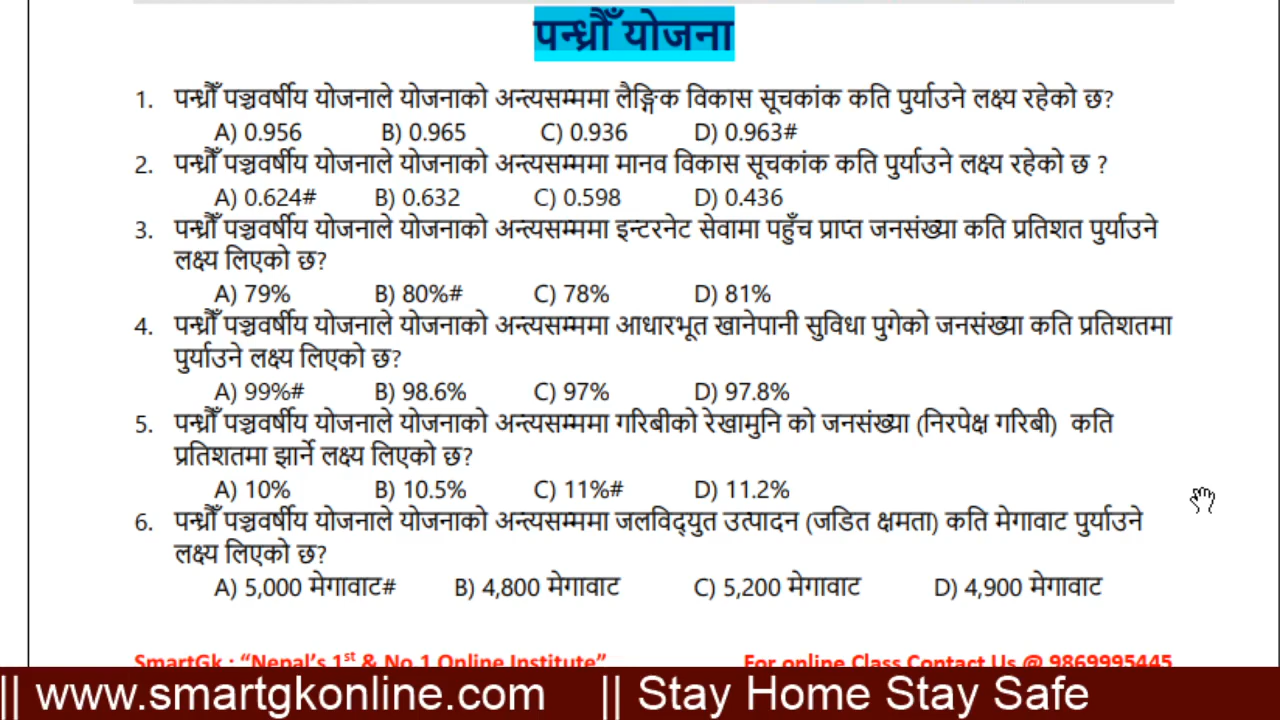 पन्ध्रौँ योजना
1. पन्ध्रौँ पञ्चवर्षीय योजनाले योजनाको अन्त्यसम्ममा लैङ्गिक विकास सूचकांक कति पुर्याउने लक्ष्य रहेको छ?
A) 0.956 B) 0.965 C) 0.936 D) 0.963#
2. पन्ध्रौँ पञ्चवर्षीय योजनाले योजनाको अन्त्यसम्ममा मानव विकास सूचकांक कति पुर्याउने लक्ष्य रहेको छ ?
A) 0.624# B) 0.632 C) 0.598 D) 0.436
3. पन्ध्रौँ पञ्चवर्षीय योजनाले योजनाको अन्त्यसम्ममा इन्टरनेट सेवामा पहुँच प्राप्त जनसंख्या कति प्रतिशत पुर्याउने
लक्ष्य लिएको छ?
A) 79% B) 80%# C) 78% D) 81%
4. पन्ध्रौँ पञ्चवर्षीय योजनाले योजनाको अन्त्यसम्ममा आधारभूत खानेपानी सुविधा पुगेको जनसंख्या कति प्रतिशतमा
पुर्याउने लक्ष्य लिएको छ?
A) 99%# B) 98.6% C) 97% D) 97.8%
5. पन्ध्रौँ पञ्चवर्षीय योजनाले योजनाको अन्त्यसम्ममा गरिबीको रेखामुनि को जनसंख्या (निरपेक्ष गरिबी) कति
प्रतिशतमा झार्ने लक्ष्य लिएको छ?
A) 10% B) 10.5% C) 11%# D) 11.2%
6. पन्ध्रौँ पञ्चवर्षीय योजनाले योजनाको अन्त्यसम्ममा जलविद्युत उत्पादन (जडित क्षमता) कति मेगावाट पुर्याउने
लक्ष्य लिएको छ?
A) 5,000 मेगावाट# B) 4,800 मेगावाट C) 5,200 मेगावाट D) 4,900 मेगावाट
SmartGk : “Nepal’s 1st & No 1 Online Institute” For online Class Contact Us @ 9869995445
|| www.smartgkonline.com || Stay Home Stay Safe